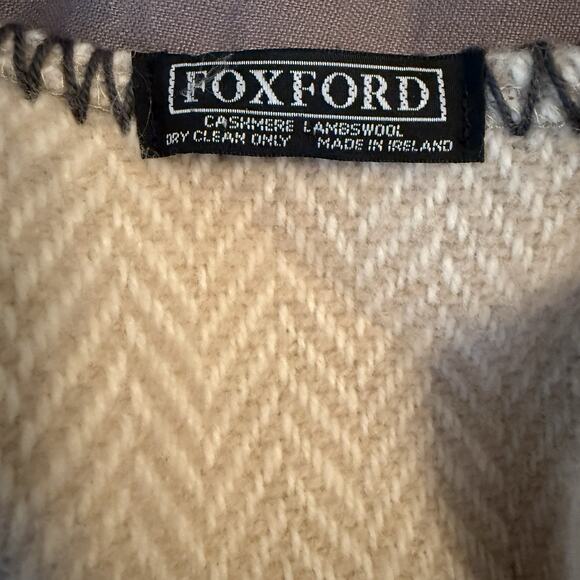 FOXFORD
CASHMERE LAMBSWOOL
DRY CLEAN ONLY MADE IN IRELAND